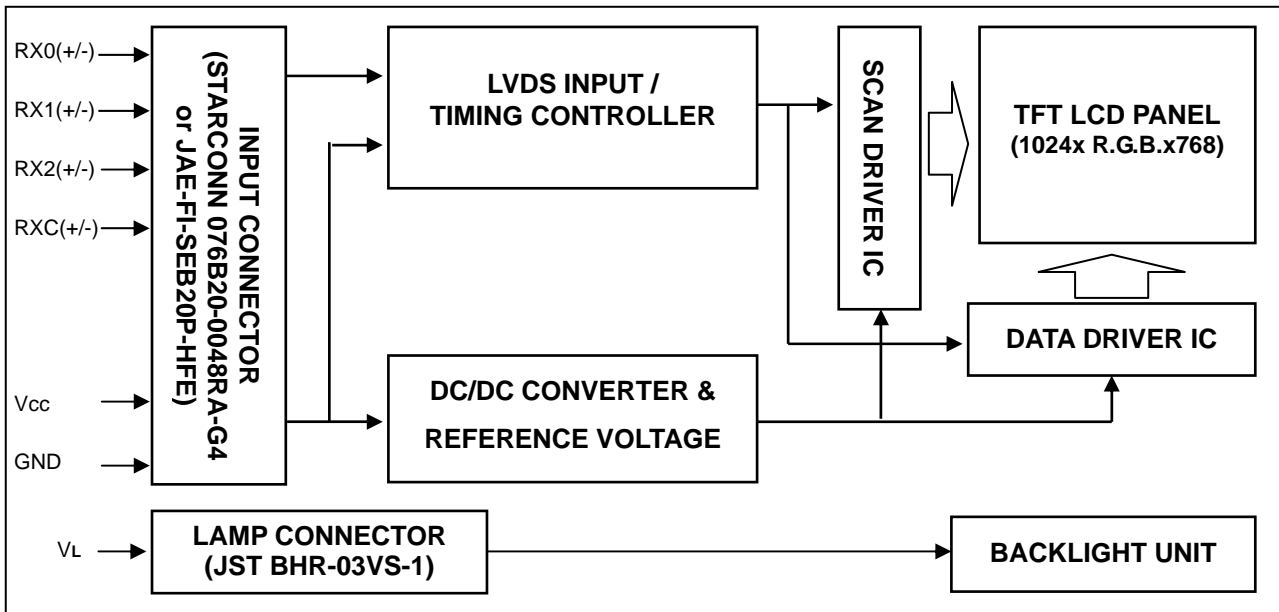 RX0(+/-)
RX1(+/-)
RX2(+/-)
RXC(+/-)
Vcc
GND
VL
INPUT CONNECTOR
(STARCONN 076B20-0048RA-G4
or JAE-FI-SEB20P-HFE)
LVDS INPUT /
TIMING CONTROLLER
SCAN DRIVER IC
TFT LCD PANEL
(1024x R.G.B.x768)
DATA DRIVER IC
DC/DC CONVERTER &
REFERENCE VOLTAGE
LAMP CONNECTOR
(JST BHR-03VS-1)
BACKLIGHT UNIT